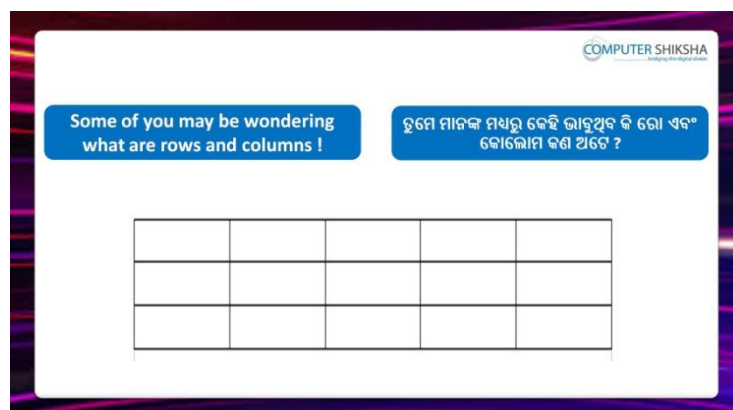 COMPUTER SHIKSHA
bridging the digital divide
Some of you may be wondering
what are rows and columns !
ତୁମେ ମାନଙ୍କ ମଧ୍ୟରୁ କେହି ଭାବୁଥିବ କି ରୋ ଏବଂ
କୋଲୋମ କଣ ଅଟେ ?